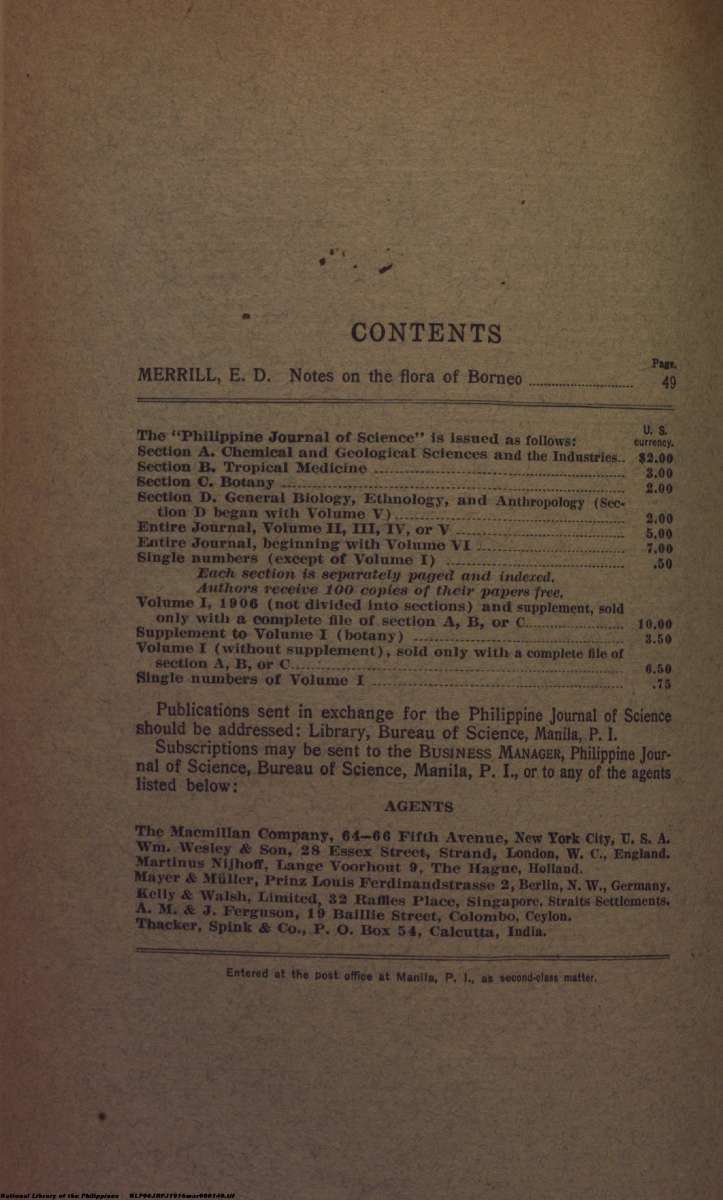 CONTENTS
Page.
MERRILL, E. D. Notes on the flora of Borneo ........................ 49
The "Philippine Journal of Science" is issued as follows:
U. S.
currency.
Section A. Chemical and Geological Sciences and the Industries.. $2.00
Section B. Tropical Medicine ........................ 3.00
Section C. Botany ........................ 2.00
Section D. General Biology, Ethnology, and Anthropology (Sec-
tion D began with Volume V) ........................ 2.00
Entire Journal, Volume II, III, IV, or V ........................ 5.00
Entire Journal, beginning with Volume VI ........................ 7.00
Single numbers (except of Volume I) ........................ .50
Each section is separately paged and indexed.
Authors receive 100 copies of their papers free.
Volume I, 1906 (not divided into sections) and supplement, sold
only with a complete file of section A, B, or C ........................ 10.00
Supplement to Volume I (botany) ........................ 3.50
Volume I (without supplement), sold only with a complete file of
section A, B, or C ........................ 6.50
Single numbers of Volume I ........................ .75
Publications sent in exchange for the Philippine Journal of Science
should be addressed: Library, Bureau of Science, Manila, P. I.
Subscriptions may be sent to the BUSINESS MANAGER, Philippine Jour-
nal of Science, Bureau of Science, Manila, P. I., or to any of the agents
listed below:
AGENTS
The Macmillan Company, 64–66 Fifth Avenue, New York City, U. S. A.
Wm. Wesley & Son, 28 Essex Street, Strand, London, W. C., England.
Martinus Nijhoff, Lange Voorhout 9, The Hague, Holland.
Mayer & Müller, Prinz Louis Ferdinandstrasse 2, Berlin, N. W., Germany.
Kelly & Walsh, Limited, 32 Raffles Place, Singapore, Straits Settlements.
A. M. & J. Ferguson, 19 Baillie Street, Colombo, Ceylon.
Thacker, Spink & Co., P. O. Box 54, Calcutta, India.
Entered at the post office at Manila, P. I., as second-class matter.
National Library of the Philippines